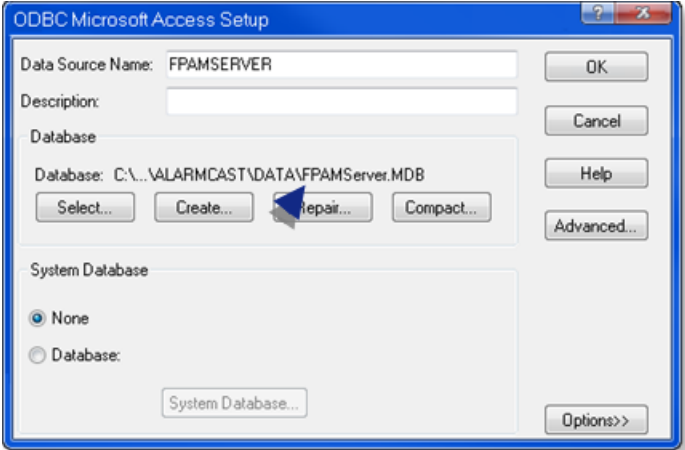 ODBC Microsoft Access Setup
Data Source Name: FPAMSERVER
OK
Description:
Cancel
Database
Database: C:\...\ALARMCAST\DATA\FPAMServer.MDB
Help
Select... Create... Repair... Compact...
Advanced...
System Database
None
Database:
System Database...
Options>>